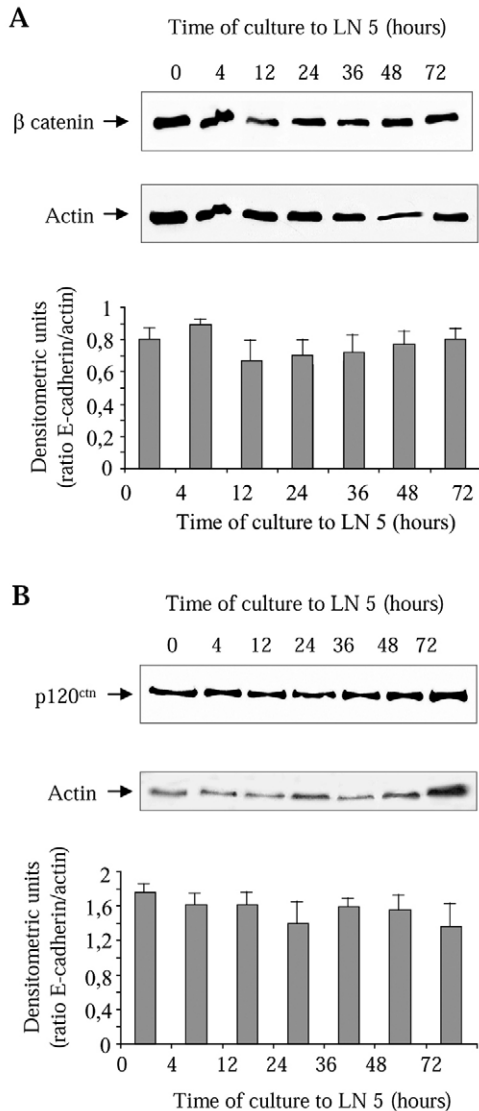 A
Time of culture to LN 5 (hours)
0 4 12 24 36 48 72
β catenin
Actin
Densitometric units
(ratio E-cadherin/actin)
1
0,8
0,6
0,4
0,2
0
0 4 12 24 36 48 72
Time of culture to LN 5 (hours)
B
Time of culture to LN 5 (hours)
0 4 12 24 36 48 72
p120ctn
Actin
Densitometric units
(ratio E-cadherin/actin)
2
1,6
1,2
0,8
0,4
0
0 4 12 24 36 48 72
Time of culture to LN 5 (hours)